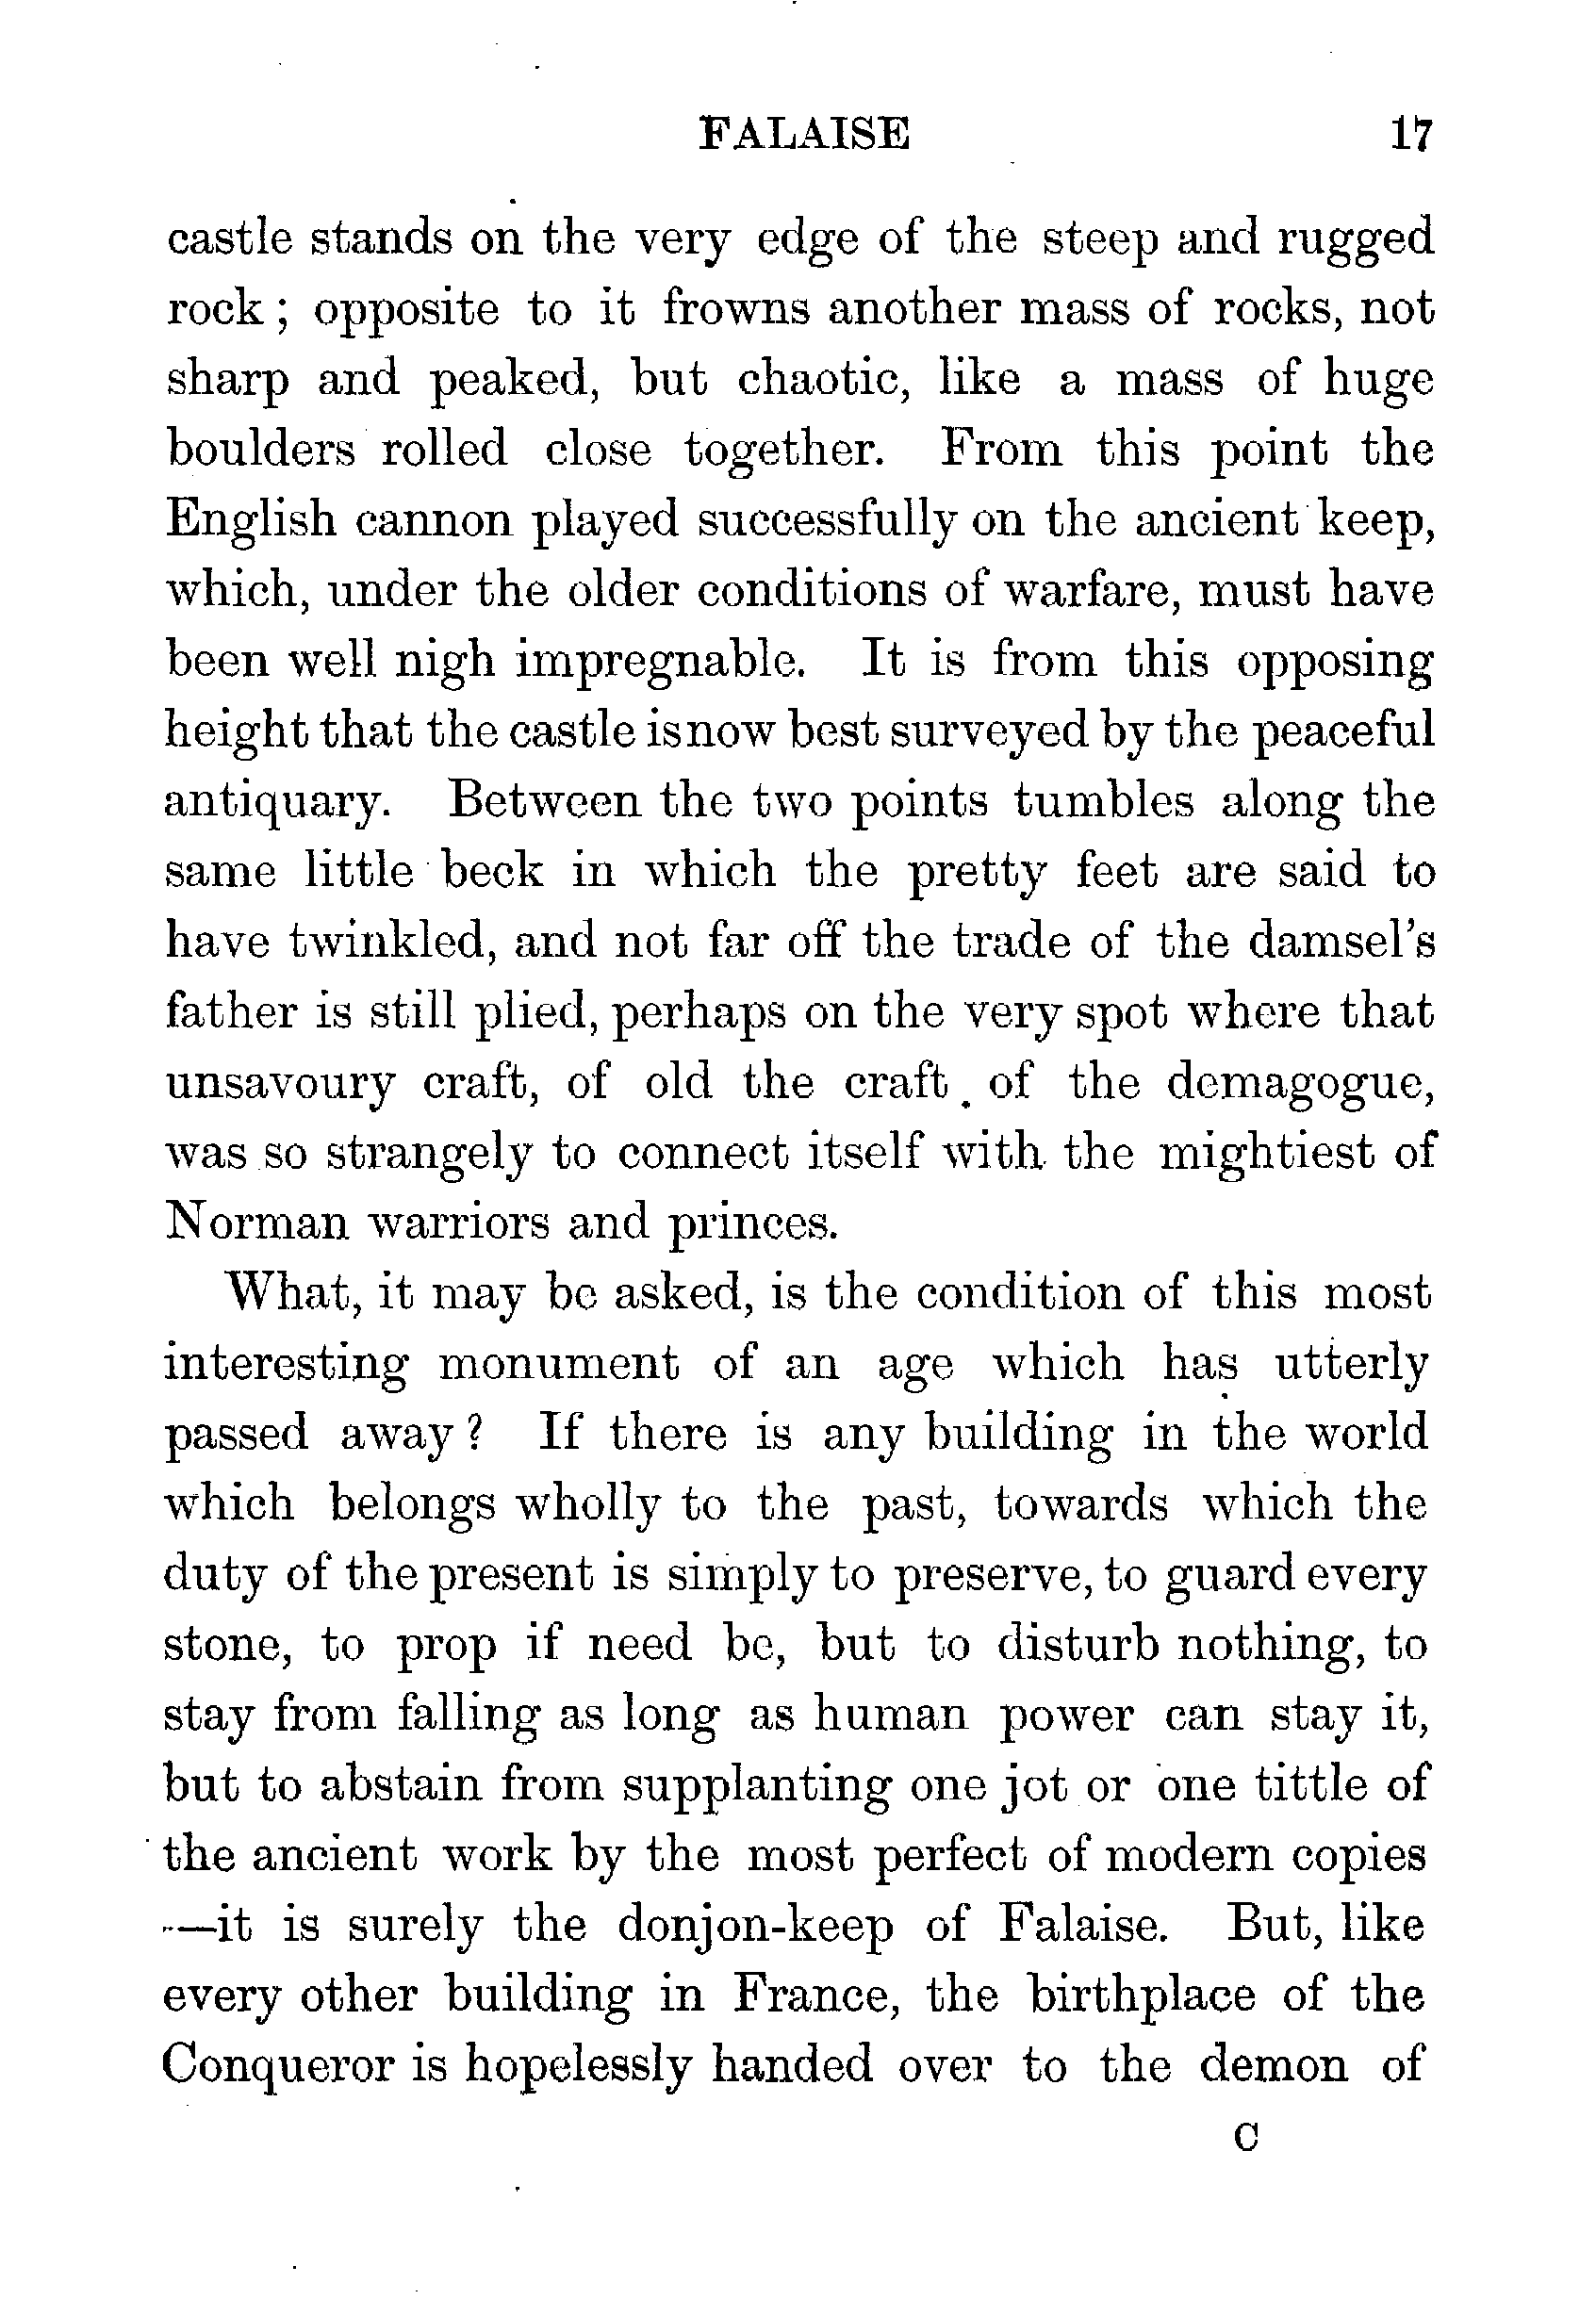 FALAISE 17
castle stands on the very edge of the steep and rugged
rock ; opposite to it frowns another mass of rocks, not
sharp and peaked, but chaotic, like a mass of huge
boulders rolled close together. From this point the
English cannon played successfully on the ancient keep,
which, under the older conditions of warfare, must have
been well nigh impregnable. It is from this opposing
height that the castle is now best surveyed by the peaceful
antiquary. Between the two points tumbles along the
same little beck in which the pretty feet are said to
have twinkled, and not far off the trade of the damsel's
father is still plied, perhaps on the very spot where that
unsavoury craft, of old the craft of the demagogue,
was so strangely to connect itself with the mightiest of
Norman warriors and princes.
What, it may be asked, is the condition of this most
interesting monument of an age which has utterly
passed away ? If there is any building in the world
which belongs wholly to the past, towards which the
duty of the present is simply to preserve, to guard every
stone, to prop if need be, but to disturb nothing, to
stay from falling as long as human power can stay it,
but to abstain from supplanting one jot or one tittle of
the ancient work by the most perfect of modern copies
—it is surely the donjon-keep of Falaise. But, like
every other building in France, the birthplace of the
Conqueror is hopelessly handed over to the demon of
C